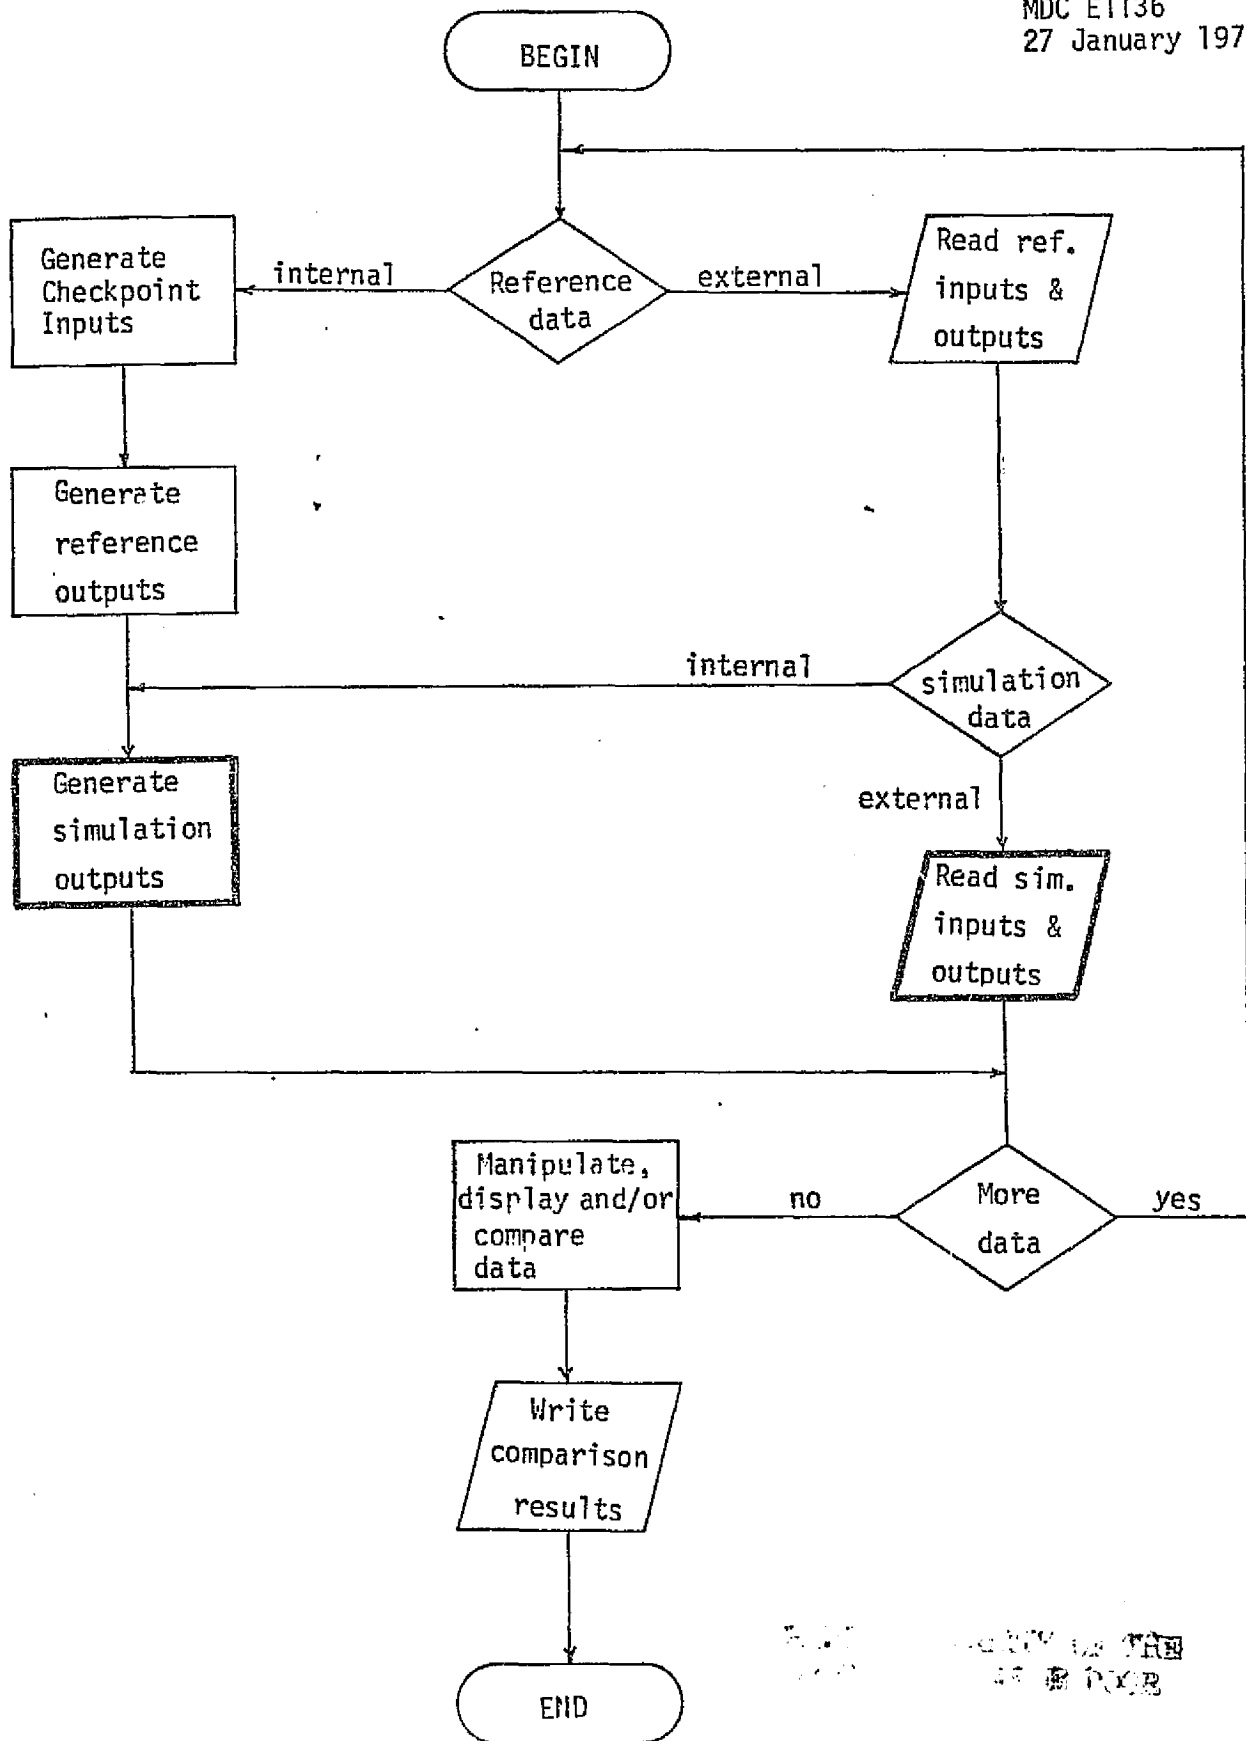 MDC E1136
27 January 197
BEGIN
Generate
Checkpoint
Inputs
internal
Reference
data
external
Read ref.
inputs &
outputs
Generate
reference
outputs
internal
simulation
data
external
Generate
simulation
outputs
Read sim.
inputs &
outputs
Manipulate,
display and/or
compare
data
no
More
data
yes
Write
comparison
results
THE
POOR
END